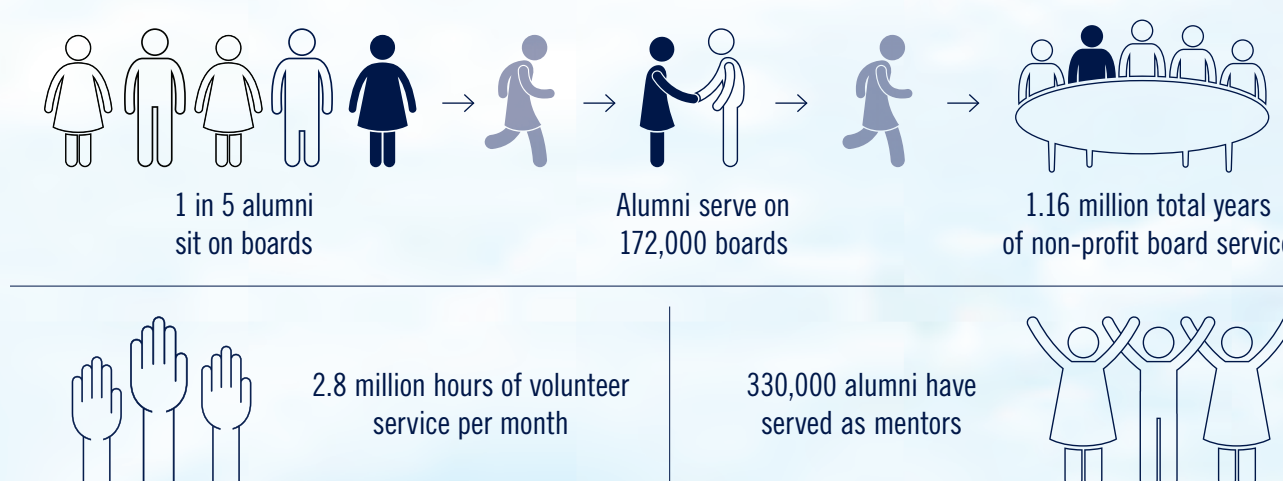 1 in 5 alumni
sit on boards
Alumni serve on
172,000 boards
1.16 million total years
of non-profit board
2.8 million hours of volunteer
service per month
330,000 alumni have
served as mentors